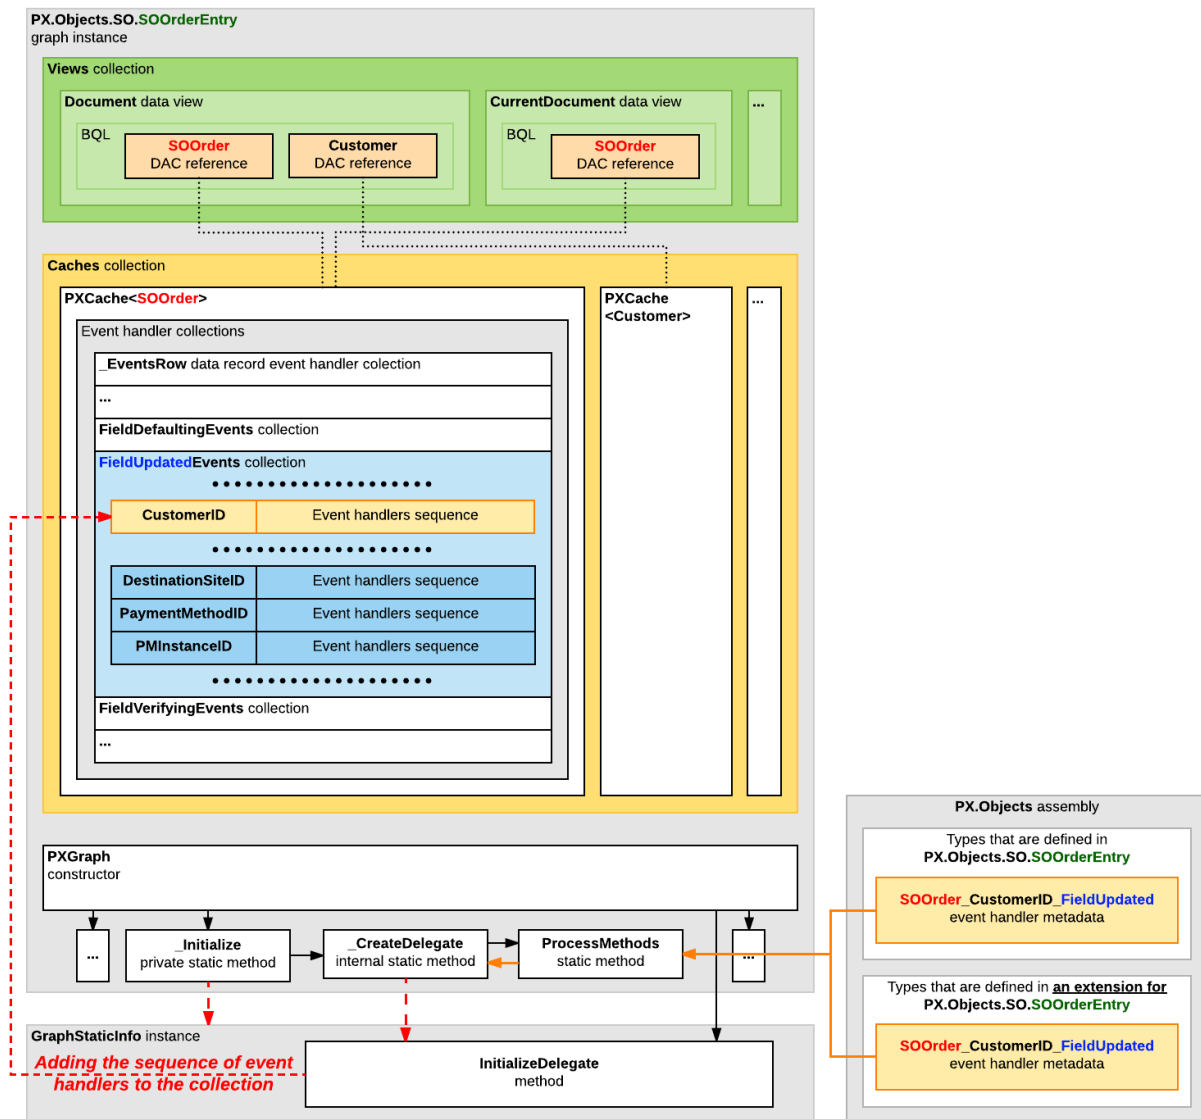 PX.Objects.SO.SOOrderEntry
graph instance
Views collection
Document data view
BQL
SOOrder
DAC reference
Customer
DAC reference
CurrentDocument data view
BQL
SOOrder
DAC reference
...
Caches collection
PXCache<SOOrder>
Event handler collections
_EventsRow data record event handler colection
...
FieldDefaultingEvents collection
FieldUpdatedEvents collection
CustomerID Event handlers sequence
DestinationSiteID Event handlers sequence
PaymentMethodID Event handlers sequence
PMInstanceID Event handlers sequence
FieldVerifyingEvents collection
...
PXCache
<Customer>
...
PXGraph
constructor
...
_Initialize
private static method
_CreateDelegate
internal static method
ProcessMethods
static method
...
GraphStaticInfo instance
Adding the sequence of event
handlers to the collection
InitializeDelegate
method
PX.Objects assembly
Types that are defined in
PX.Objects.SO.SOOrderEntry
SOOrder_CustomerID_FieldUpdated
event handler metadata
Types that are defined in an extension for
PX.Objects.SO.SOOrderEntry
SOOrder_CustomerID_FieldUpdated
event handler metadata